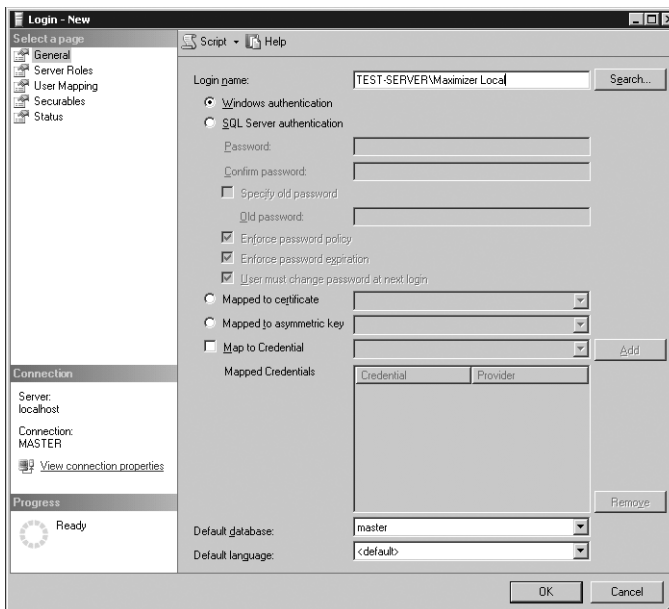 Login - New
Select a page
General
Server Roles
User Mapping
Securables
Status
Script
Help
Login name:
TEST-SERVER\Maximizer Local
Search...
Windows authentication
SQL Server authentication
Password:
Confirm password:
Specify old password
Old password:
Enforce password policy
Enforce password expiration
User must change password at next login
Mapped to certificate
Mapped to asymmetric key
Map to Credential
Add
Mapped Credentials
Credential
Provider
Remove
Default database:
master
Default language:
<default>
Connection
Server:
localhost
Connection:
MASTER
View connection properties
Progress
Ready
OK
Cancel